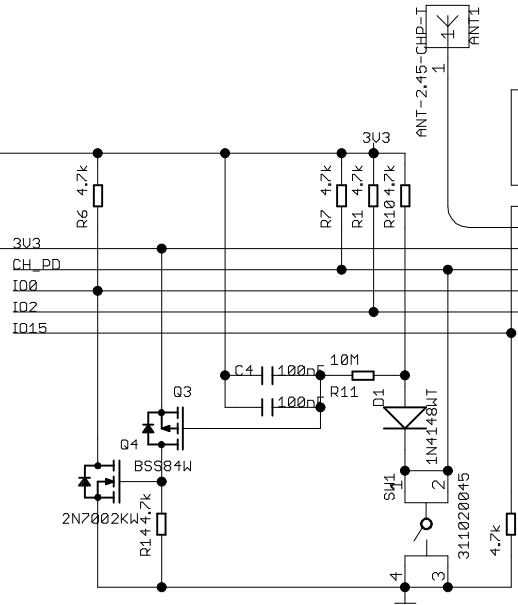 ANT1
1
ANT-2.45-CHP-I
1
3V3
4.7k
R6
4.7k
R7
4.7k
R1
4.7k
R10
3V3
CH_PD
IO0
IO2
IO15
C4
100nF
10M
R11
100nF
D1
1N4148WT
Q3
BSS84W
Q4
2N7002KW
4.7k
R14
SW1
1
2
311020045
4.7k
4
3